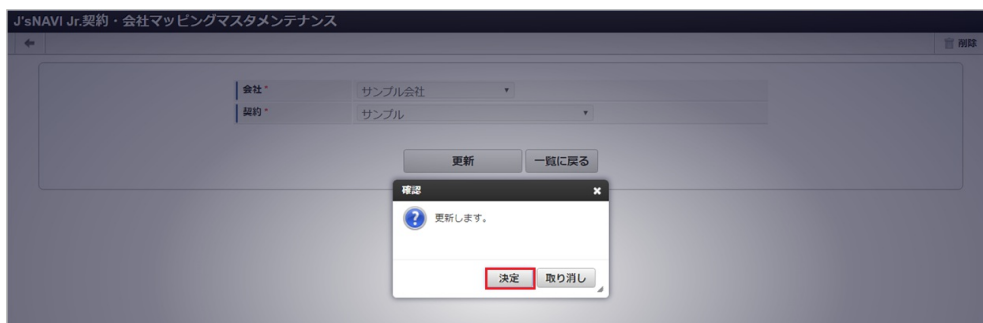 J'sNAVI Jr.契約・会社マッピングマスタメンテナンス
削除
会社* サンプル会社
契約* サンプル
更新 一覧に戻る
確認
更新します。
決定 取り消し